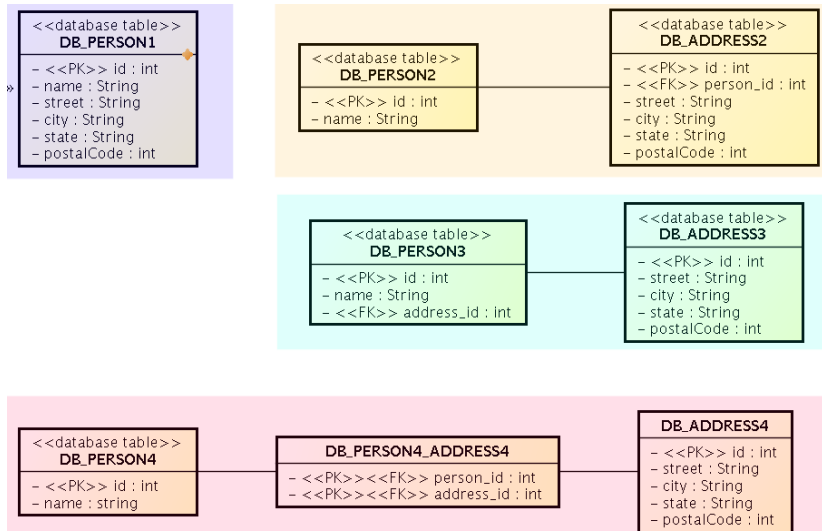 <<database table>>
DB_PERSON1
- <<PK>> id : int
- name : String
- street : String
- city : String
- state : String
- postalCode : int
»
<<database table>>
DB_PERSON2
- <<PK>> id : int
- name : String
<<database table>>
DB_ADDRESS2
- <<PK>> id : int
- <<FK>> person_id : int
- street : String
- city : String
- state : String
- postalCode : int
<<database table>>
DB_PERSON3
- <<PK>> id : int
- name : String
- <<FK>> address_id : int
<<database table>>
DB_ADDRESS3
- <<PK>> id : int
- street : String
- city : String
- state : String
- postalCode : int
<<database table>>
DB_PERSON4
- <<PK>> id : int
- name : string
DB_PERSON4_ADDRESS4
- <<PK>><<FK>> person_id : int
- <<PK>><<FK>> address_id : int
DB_ADDRESS4
- <<PK>> id : int
- street : String
- city : String
- state : String
- postalCode : int